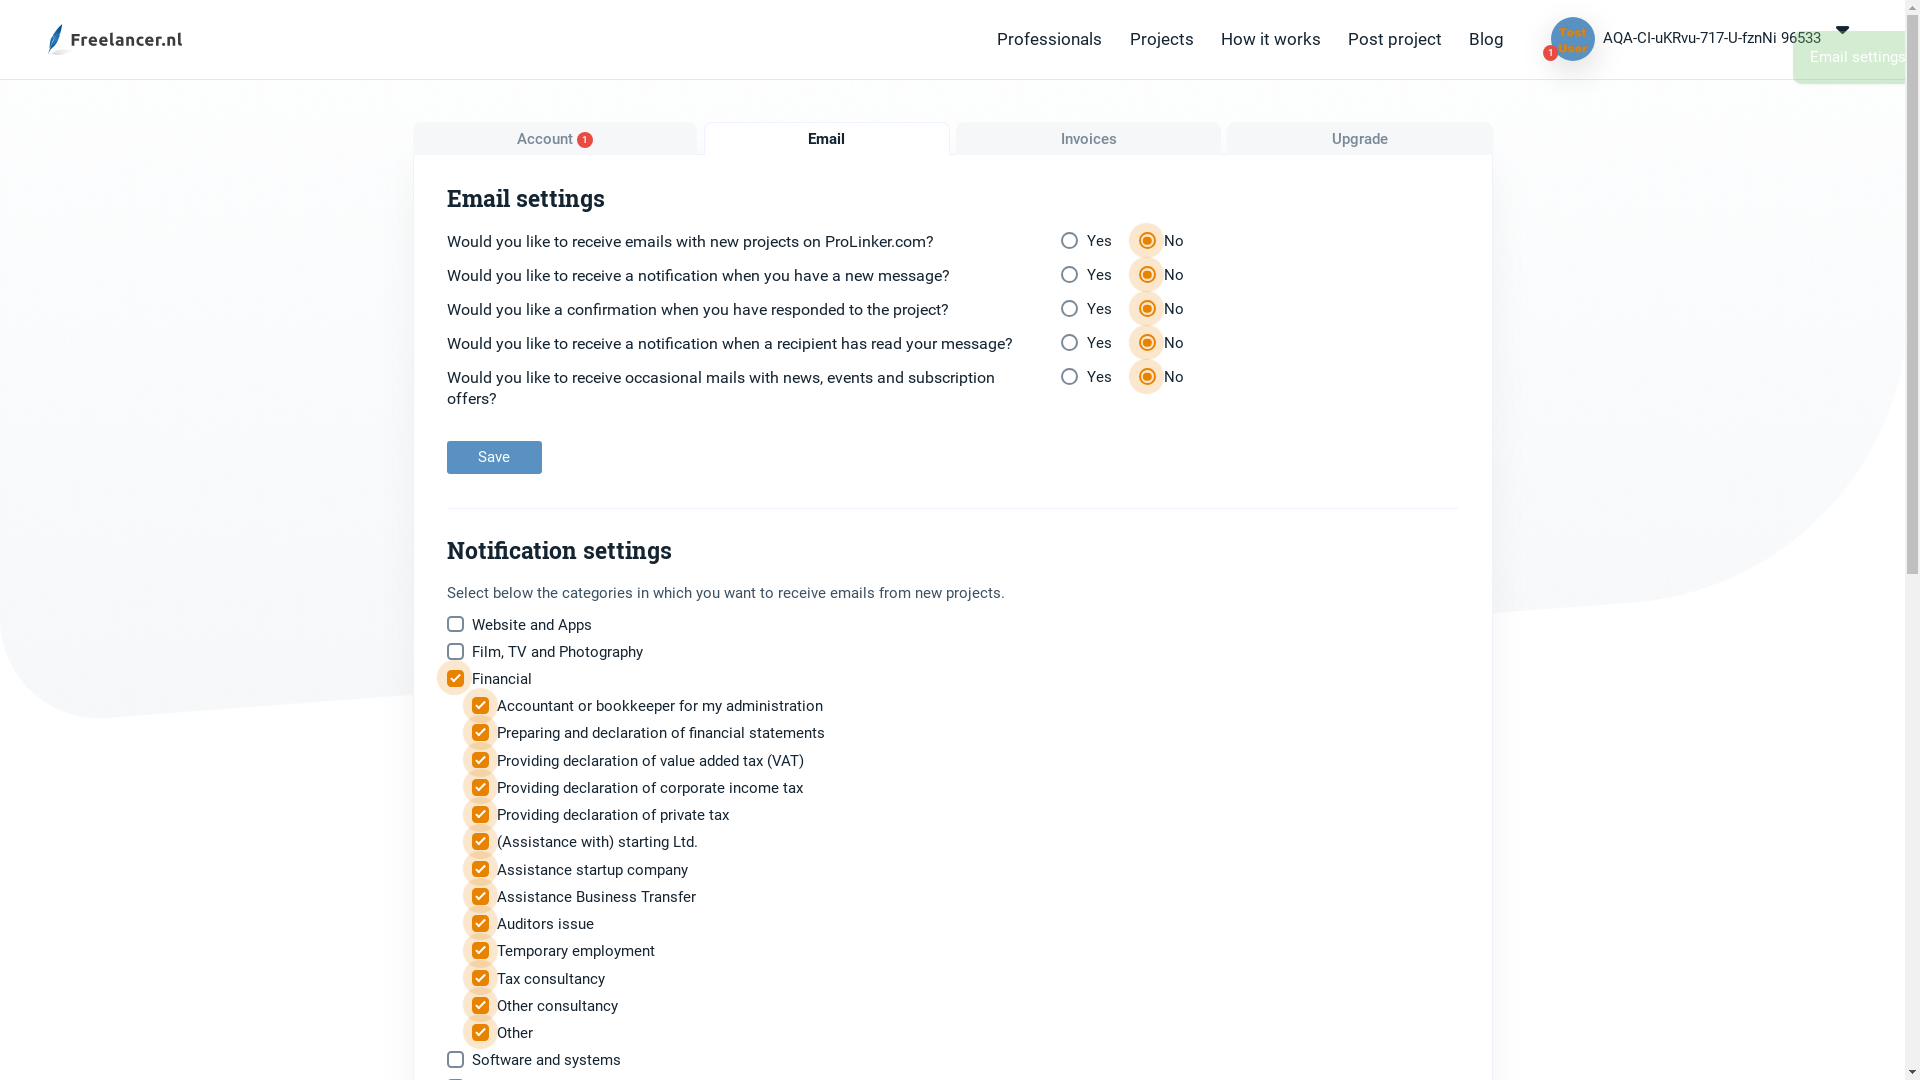 Freelancer.nl
Professionals
Projects
How it works
Post project
Blog
Test
User
1
AQA-CI-uKRvu-717-U-fznNi 96533
Email settings
Account 1
Email
Invoices
Upgrade
Email settings
Would you like to receive emails with new projects on ProLinker.com?
Yes
No
Would you like to receive a notification when you have a new message?
Yes
No
Would you like a confirmation when you have responded to the project?
Yes
No
Would you like to receive a notification when a recipient has read your message?
Yes
No
Would you like to receive occasional mails with news, events and subscription
offers?
Yes
No
Save
Notification settings
Select below the categories in which you want to receive emails from new projects.
Website and Apps
Film, TV and Photography
Financial
Accountant or bookkeeper for my administration
Preparing and declaration of financial statements
Providing declaration of value added tax (VAT)
Providing declaration of corporate income tax
Providing declaration of private tax
(Assistance with) starting Ltd.
Assistance startup company
Assistance Business Transfer
Auditors issue
Temporary employment
Tax consultancy
Other consultancy
Other
Software and systems